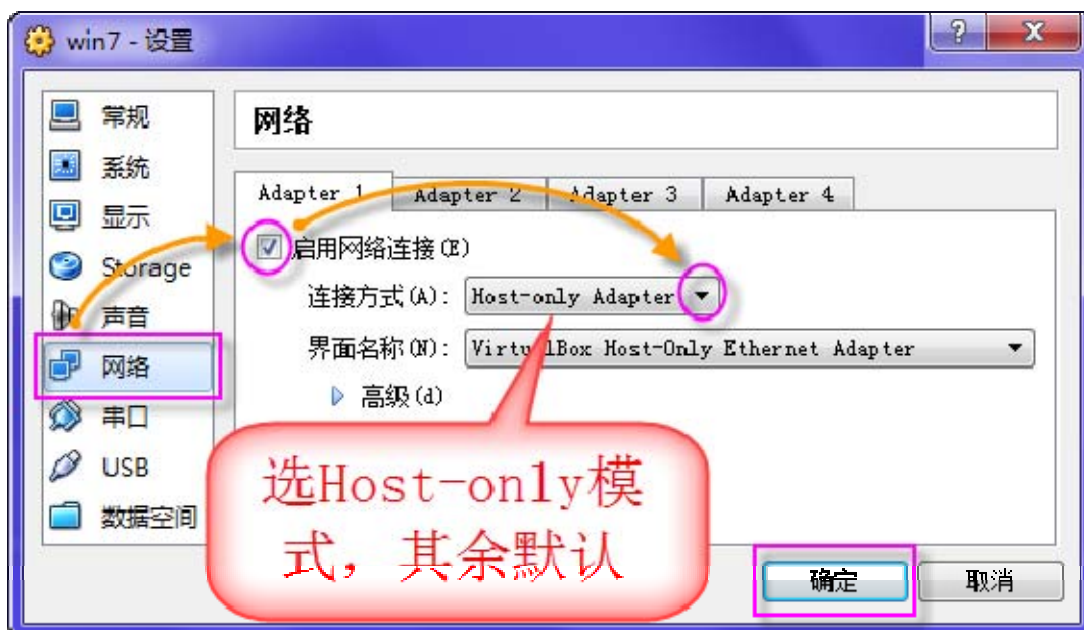 win7 - 设置
?
X
常规
系统
显示
Storage
声音
网络
串口
USB
数据空间
网络
Adapter 1 Adapter 2 Adapter 3 Adapter 4
启用网络连接(E)
连接方式(A): Host-only Adapter
界面名称(N): VirtualBox Host-Only Ethernet Adapter
高级(d)
选Host-only模
式，其余默认
确定 取消